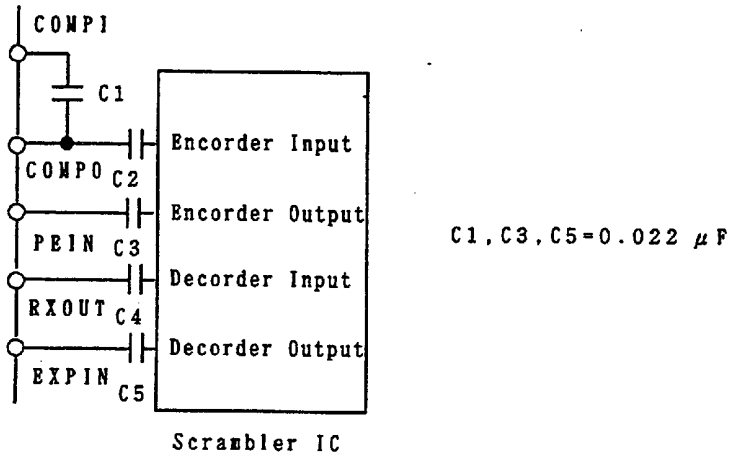 COMPI
C1
Encorder Input
COMPO C2
Encorder Output
PEIN C3
C1,C3,C5=0.022 μF
Decorder Input
RXOUT C4
Decorder Output
EXPIN C5
Scrambler IC